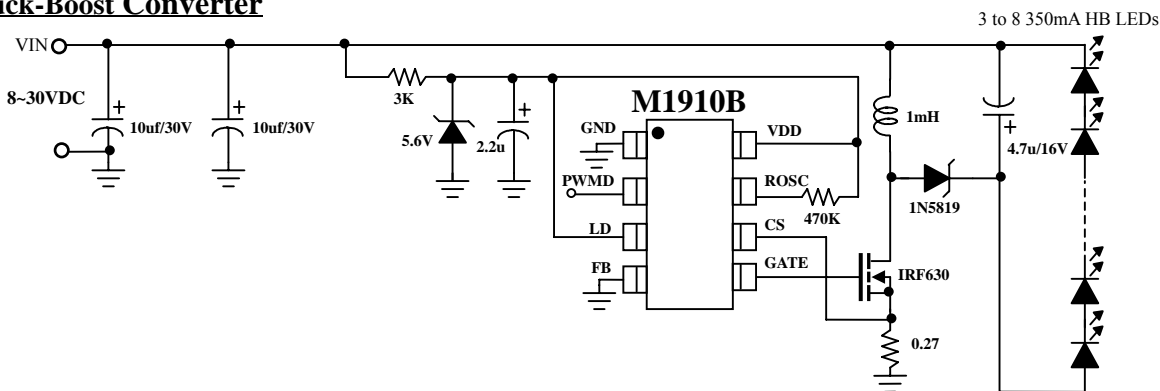 ick-Boost Converter
3 to 8 350mA HB LEDs
VIN
8~30VDC
+
10uf/30V
+
10uf/30V
3K
5.6V
+
2.2u
M1910B
GND
VDD
PWMD
ROSC
470K
LD
CS
FB
GATE
1mH
+
4.7u/16V
1N5819
IRF630
0.27